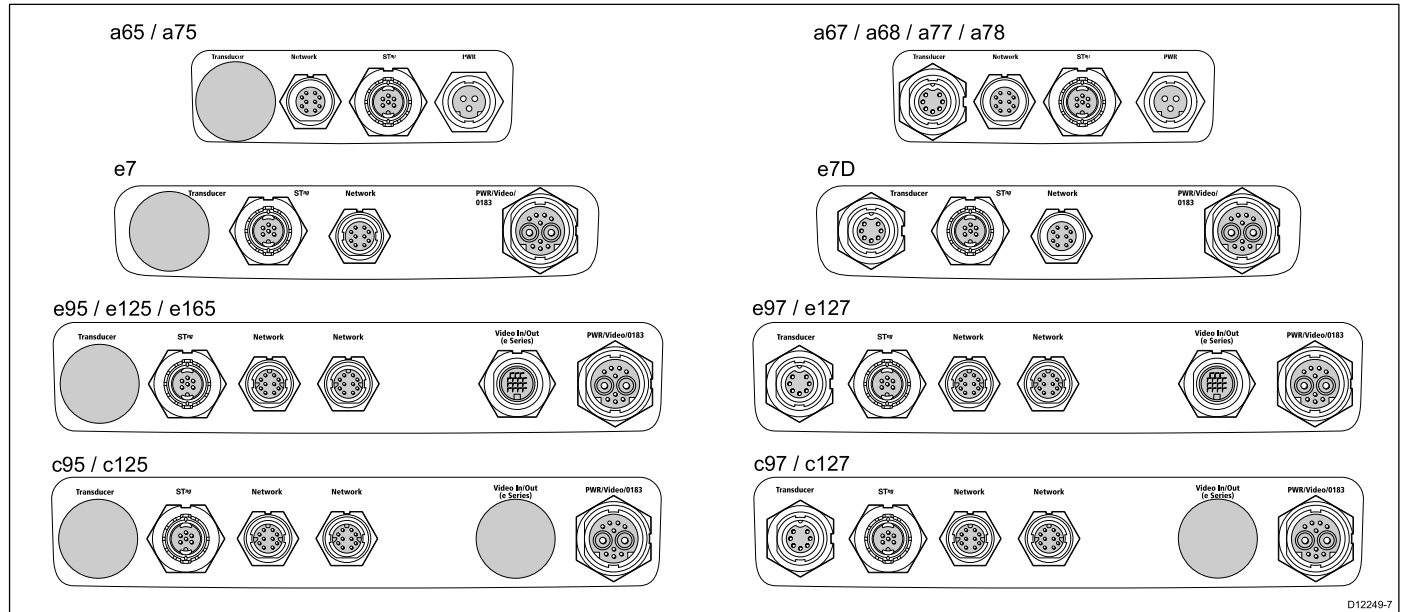 a65 / a75
Transducer Network STng PWR
a67 / a68 / a77 / a78
Transducer Network STng PWR
e7
Transducer STng Network PWR/Video/
0183
e7D
Transducer STng Network PWR/Video/
0183
e95 / e125 / e165
Transducer STng Network Network Video In/Out
(e Series) PWR/Video/0183
e97 / e127
Transducer STng Network Network Video In/Out
(e Series) PWR/Video/0183
c95 / c125
Transducer STng Network Network Video In/Out
(e Series) PWR/Video/0183
c97 / c127
Transducer STng Network Network Video In/Out
(e Series) PWR/Video/0183
D12249-7